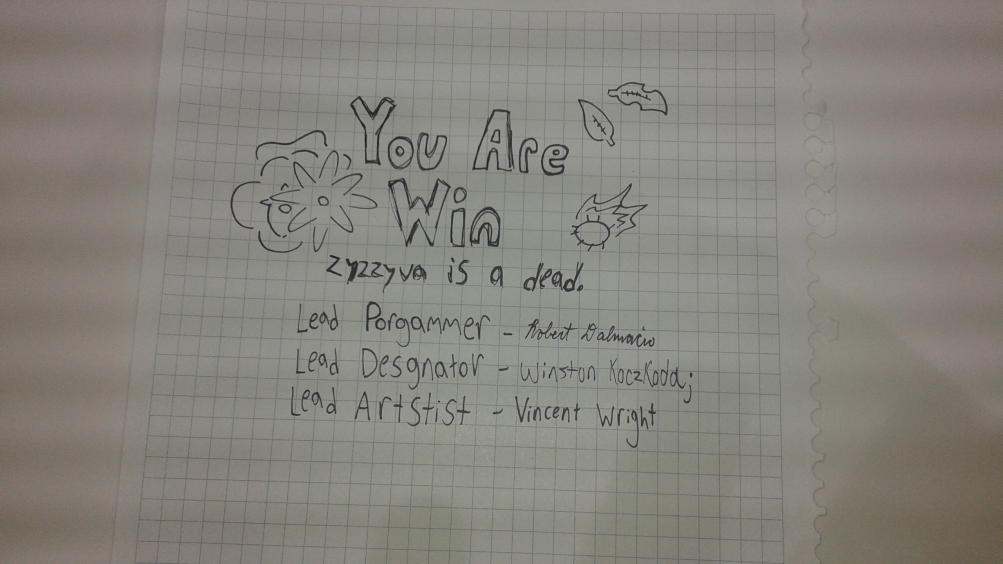 You Are
Win
zyzzyva is a dead.
Lead Porgammer - Robert Dalmacio
Lead Desgnator - Winston Koczkodaj
Lead Artstist - Vincent Wright